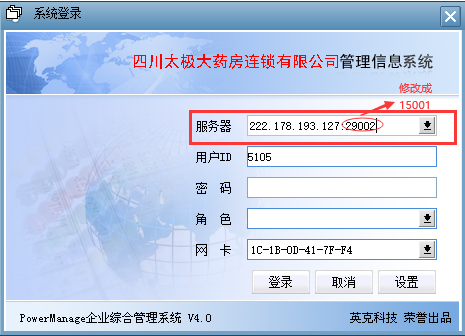 系统登录
四川太极大药房连锁有限公司管理信息系统
修改成
15001
服务器 222.178.193.127:29002
用户ID 5105
密 码
角 色
网 卡 1C-1B-0D-41-7F-F4
登录 取消 设置
PowerManage企业综合管理系统 V4.0 英克科技 荣誉出品